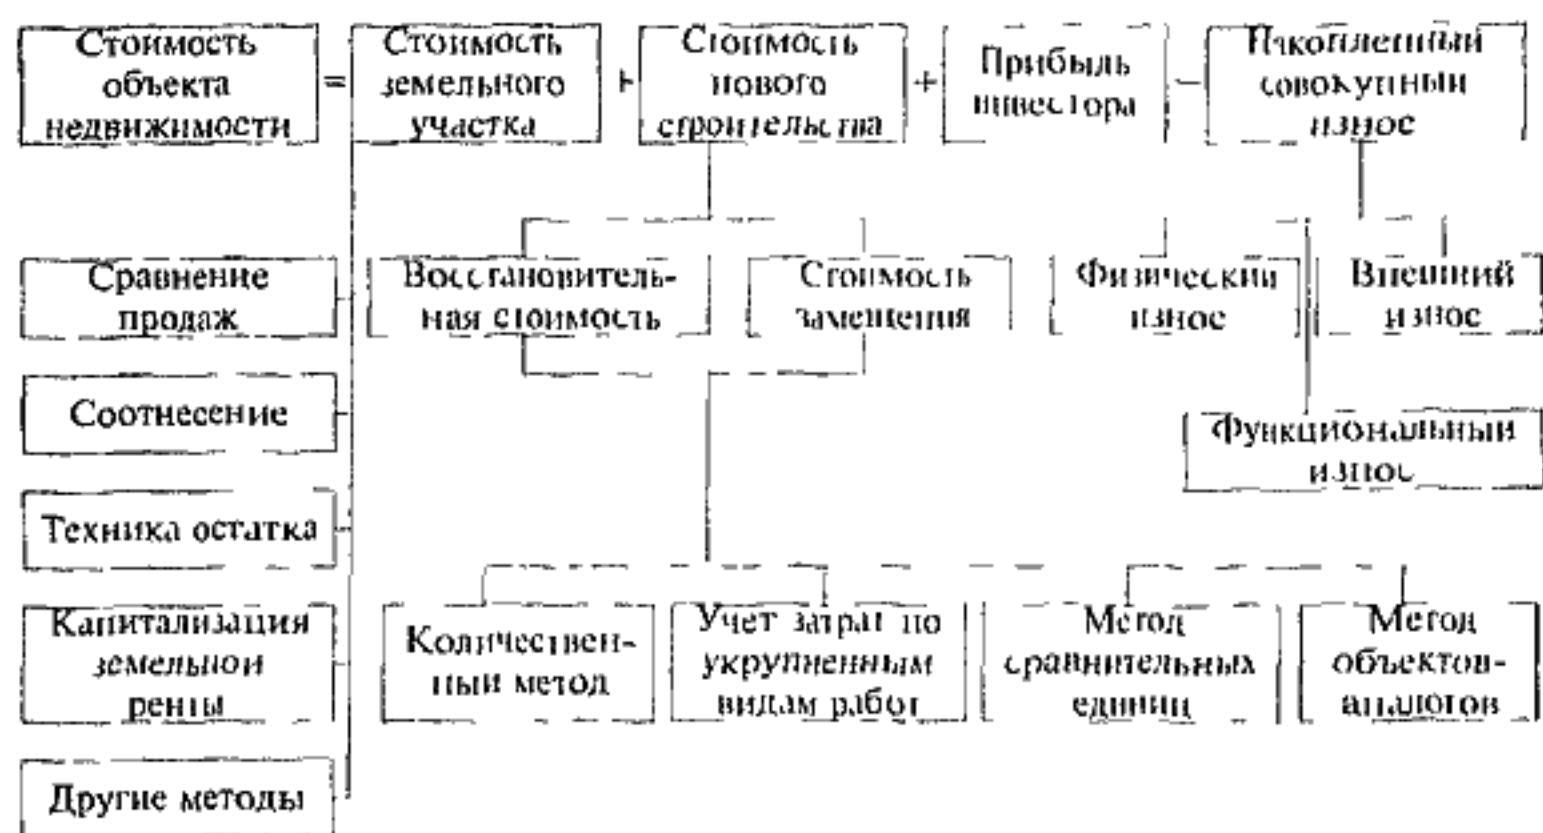 Стоимость
объекта
недвижимости
=
Стоимость
земельного
участка
+
Стоимость
нового
строительства
+
Прибыль
инвестора
−
Накопленный
совокупный
износ
Сравнение
продаж
Восстановитель-
ная стоимость
Стоимость
замещения
Физический
износ
Внешний
износ
Соотнесение
Функциональный
износ
Техника остатка
Капитализация
земельной
ренты
Количествен-
ный метод
Учет затрат по
укрупненным
видам работ
Метод
сравнительных
единиц
Метод
объектов-
аналогов
Другие методы